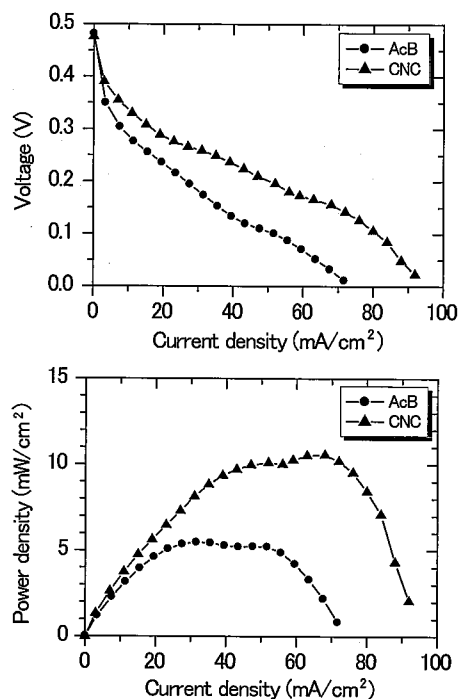 0.5
0.4
0.3
0.2
0.1
0.0
Voltage (V)
AcB
CNC
0 20 40 60 80 100
Current density (mA/cm²)
15
10
5
0
Power density (mW/cm²)
AcB
CNC
0 20 40 60 80 100
Current density (mA/cm²)